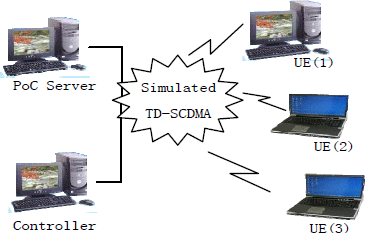 UE(1)
PoC Server
Simulated
TD-SCDMA
UE(2)
Controller
UE(3)